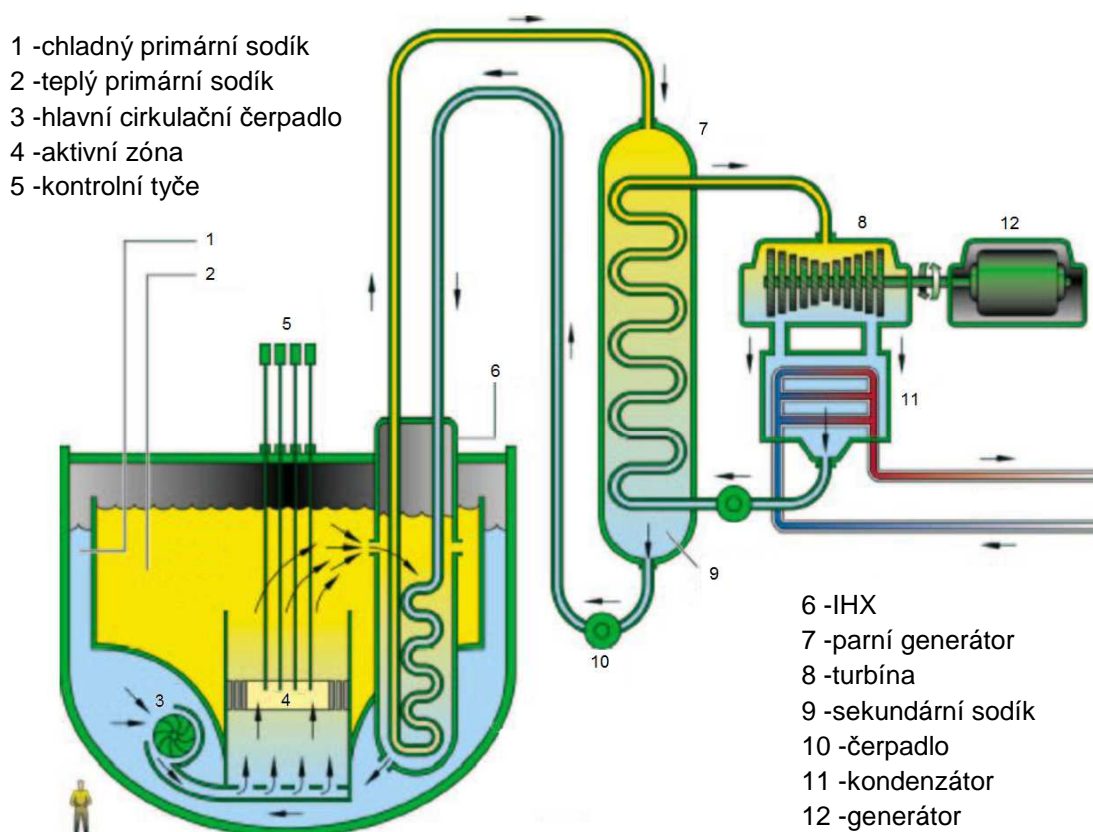 1 -chladný primární sodík
2 -teplý primární sodík
3 -hlavní cirkulační čerpadlo
4 -aktivní zóna
5 -kontrolní tyče
7
1
8
12
2
5
6
11
9
10
3
4
6 -IHX
7 -parní generátor
8 -turbína
9 -sekundární sodík
10 -čerpadlo
11 -kondenzátor
12 -generátor